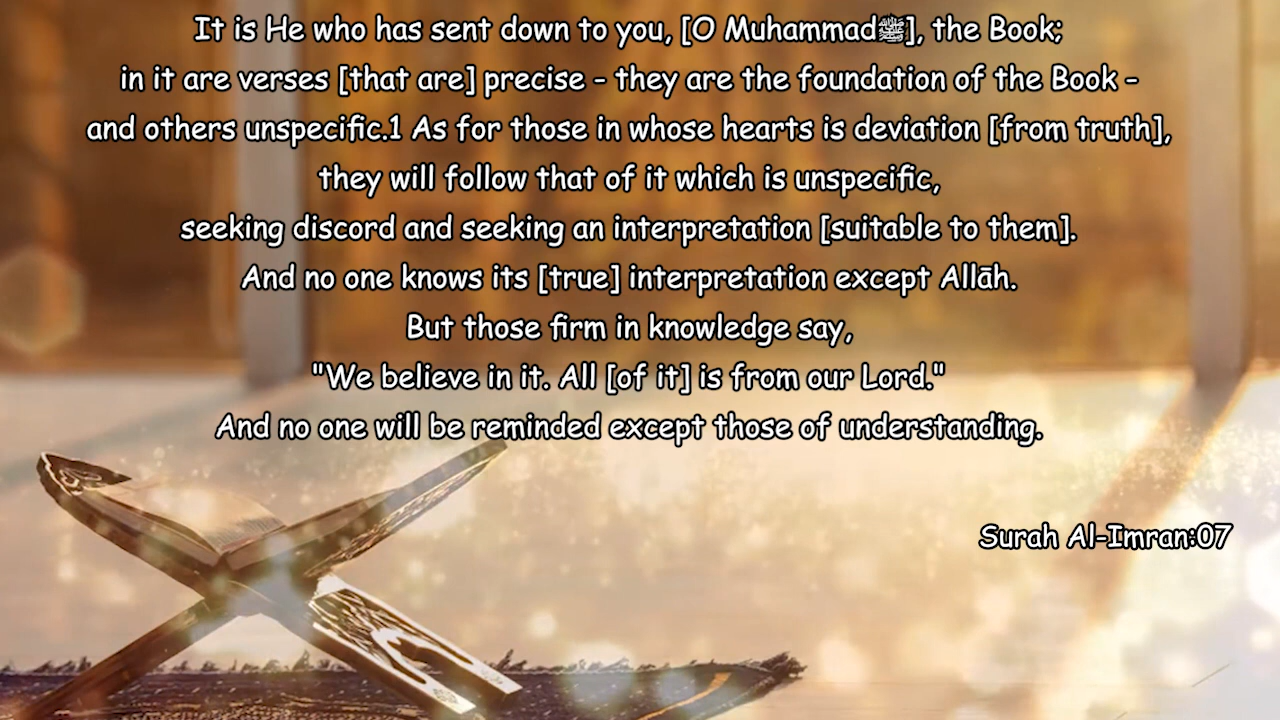 It is He who has sent down to you, [O Muhammadﷺ], the Book;
in it are verses [that are] precise - they are the foundation of the Book -
and others unspecific.1 As for those in whose hearts is deviation [from truth],
they will follow that of it which is unspecific,
seeking discord and seeking an interpretation [suitable to them].
And no one knows its [true] interpretation except Allāh.
But those firm in knowledge say,
"We believe in it. All [of it] is from our Lord."
And no one will be reminded except those of understanding.
Surah Al-Imran:07